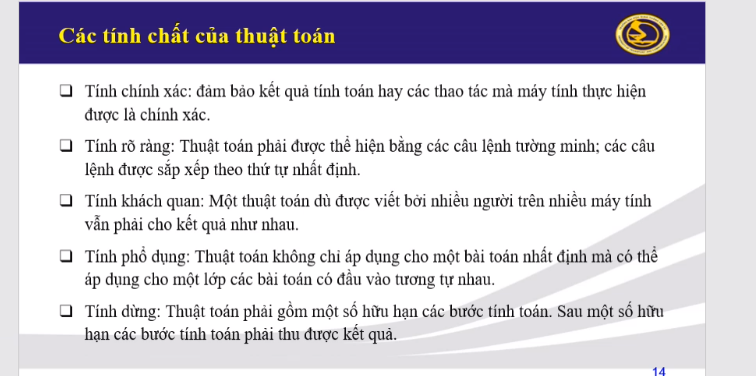 Các tính chất của thuật toán
Tính chính xác: đảm bảo kết quả tính toán hay các thao tác mà máy tính thực hiện
được là chính xác.
Tính rõ ràng: Thuật toán phải được thể hiện bằng các câu lệnh tường minh; các câu
lệnh được sắp xếp theo thứ tự nhất định.
Tính khách quan: Một thuật toán dù được viết bởi nhiều người trên nhiều máy tính
vẫn phải cho kết quả như nhau.
Tính phổ dụng: Thuật toán không chỉ áp dụng cho một bài toán nhất định mà có thể
áp dụng cho một lớp các bài toán có đầu vào tương tự nhau.
Tính dừng: Thuật toán phải gồm một số hữu hạn các bước tính toán. Sau một số hữu
hạn các bước tính toán phải thu được kết quả.
14